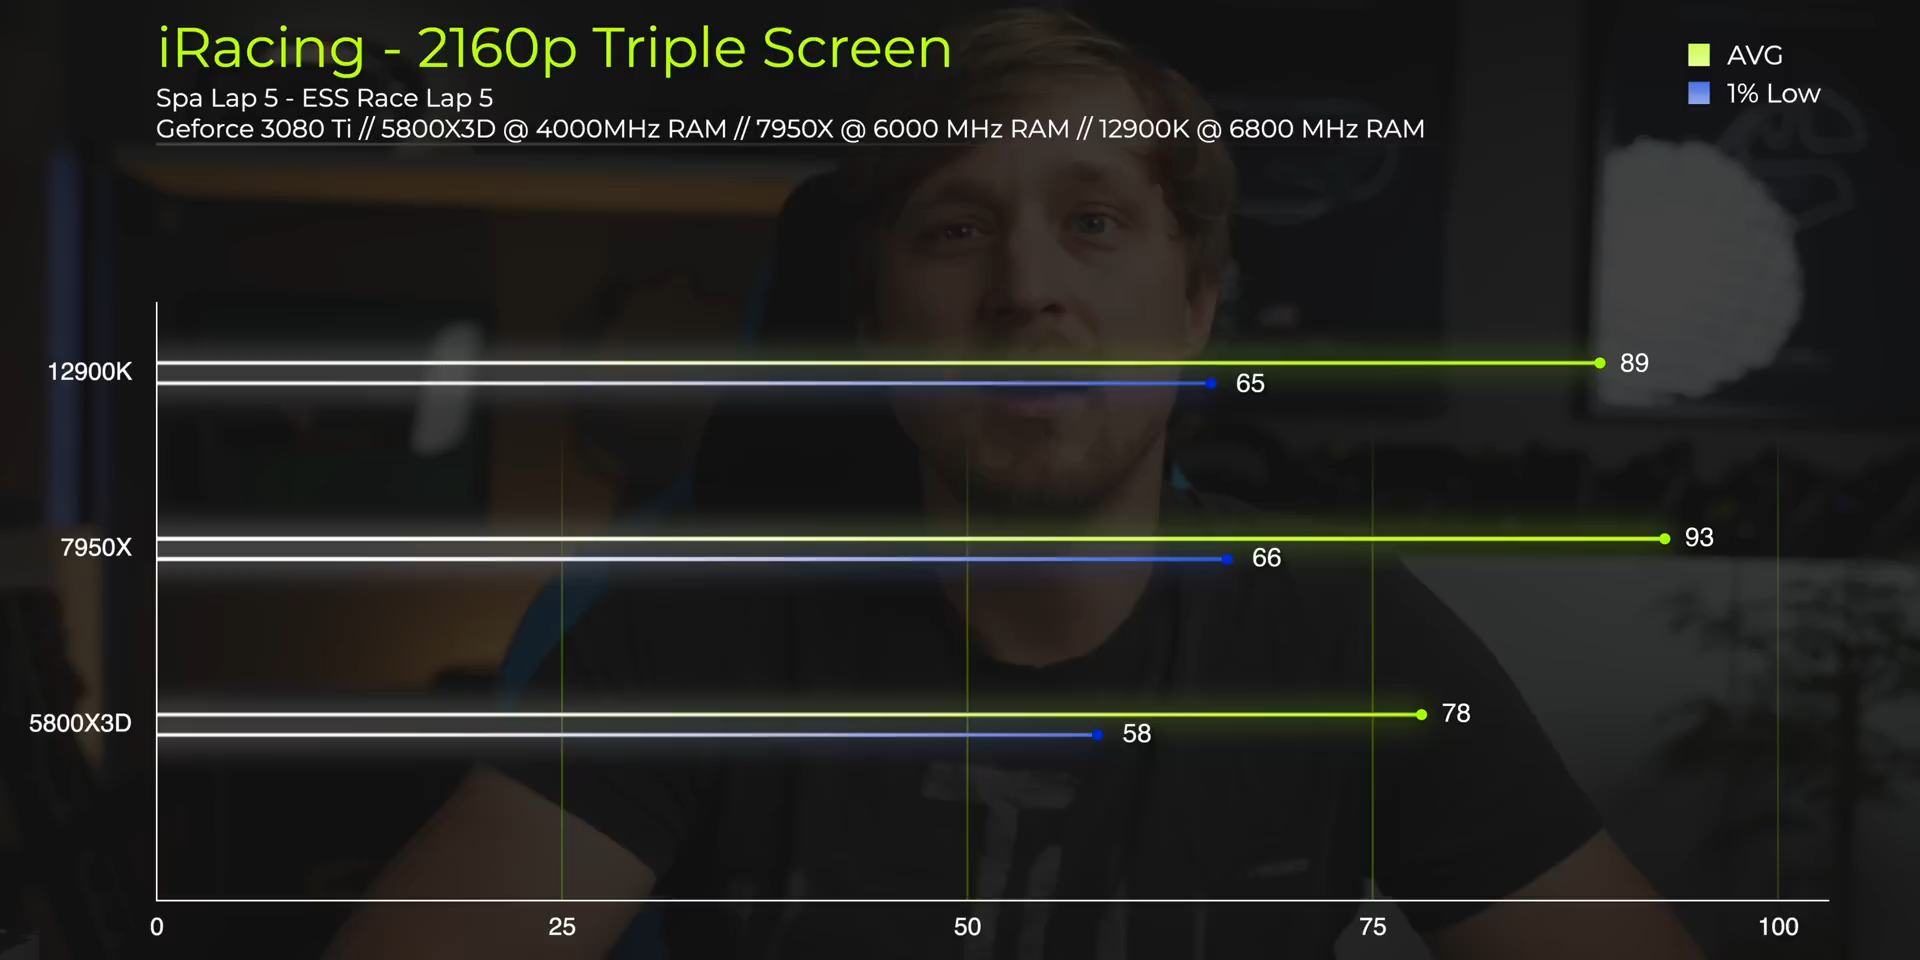 iRacing - 2160p Triple Screen
Spa Lap 5 - ESS Race Lap 5
Geforce 3080 Ti // 5800X3D @ 4000MHz RAM // 7950X @ 6000 MHz RAM // 12900K @ 6800 MHz RAM
AVG
1% Low
12900K
89
65
7950X
93
66
5800X3D
78
58
0 25 50 75 100